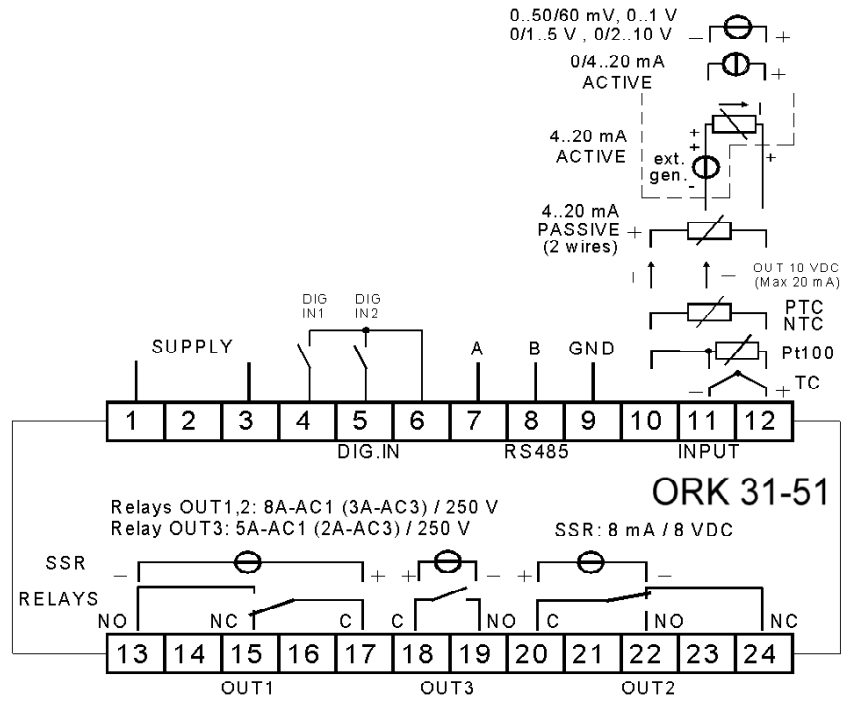 0..50/60 mV, 0..1 V
0/1..5 V , 0/2..10 V
− +
0/4..20 mA
ACTIVE
+
I
4..20 mA
ACTIVE
+
+
ext.
gen.
-
+
4..20 mA
PASSIVE
(2 wires)
+
I
−
OUT 10 VDC
(Max 20 mA)
PTC
NTC
Pt100
− + TC
DIG
IN1
DIG
IN2
SUPPLY
A B GND
1 2 3 4 5 6 7 8 9 10 11 12
DIG.IN RS485 INPUT
ORK 31-51
Relays OUT1,2: 8A-AC1 (3A-AC3) / 250 V
Relay OUT3: 5A-AC1 (2A-AC3) / 250 V
SSR: 8 mA / 8 VDC
SSR − + + − + −
RELAYS
NO NC C C NO C NO NC
13 14 15 16 17 18 19 20 21 22 23 24
OUT1 OUT3 OUT2